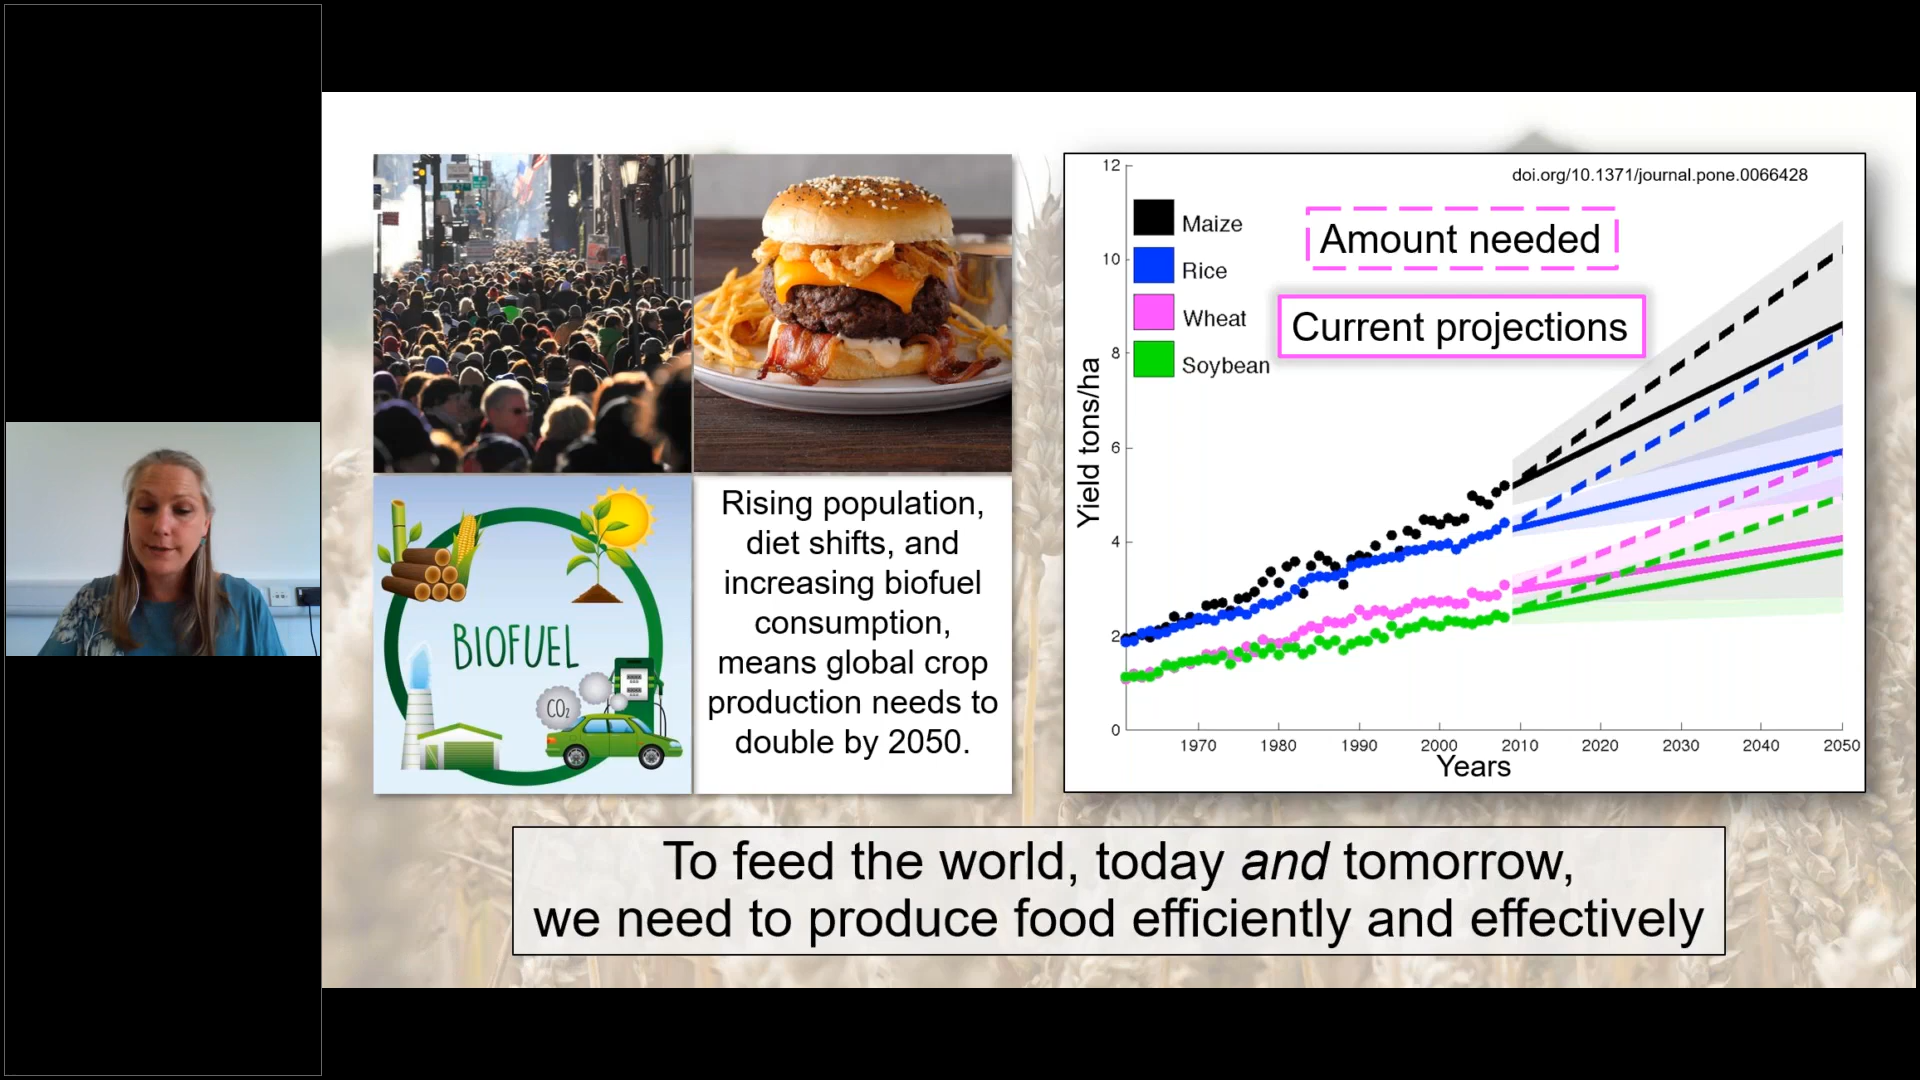 BIOFUEL
CO₂
Rising population,
diet shifts, and
increasing biofuel
consumption,
means global crop
production needs to
double by 2050.
doi.org/10.1371/journal.pone.0066428
Maize
Rice
Wheat
Soybean
Amount needed
Current projections
Yield tons/ha
12
10
8
6
4
2
0
1970 1980 1990 2000 2010 2020 2030 2040 2050
Years
To feed the world, today and tomorrow,
we need to produce food efficiently and effectively